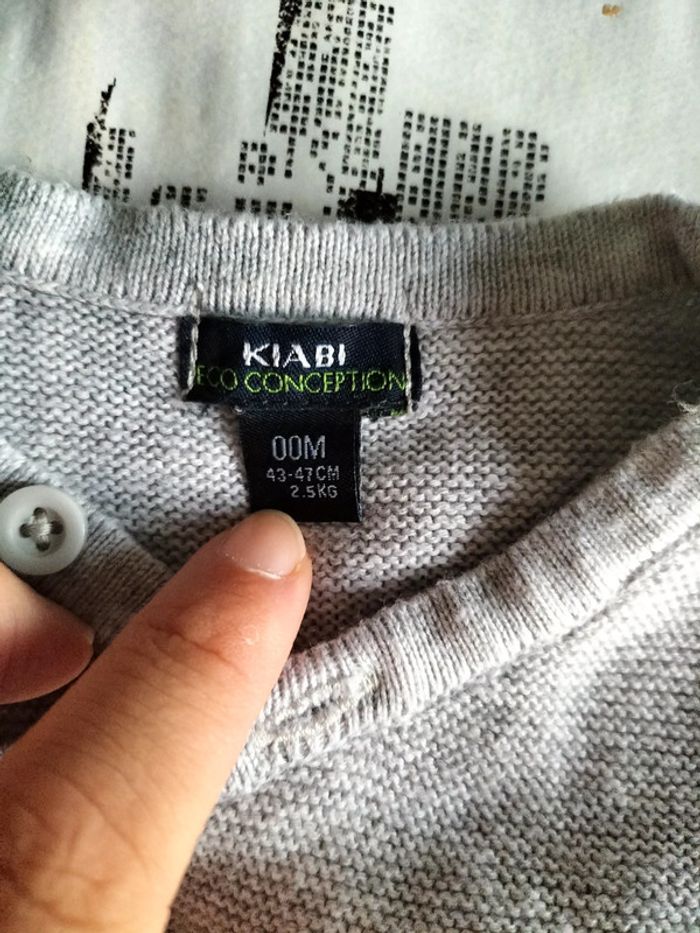 KIABI
ECO CONCEPTION
00M
43-47CM
2.5KG